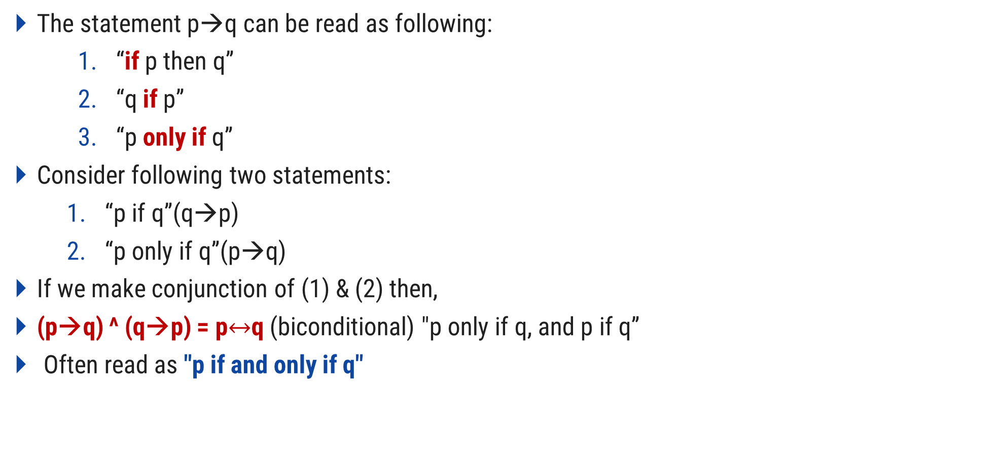 The statement p→q can be read as following:
1. “if p then q”
2. “q if p”
3. “p only if q”
Consider following two statements:
1. “p if q”(q→p)
2. “p only if q”(p→q)
If we make conjunction of (1) & (2) then,
(p→q) ^ (q→p) = p↔q (biconditional) "p only if q, and p if q”
Often read as "p if and only if q"